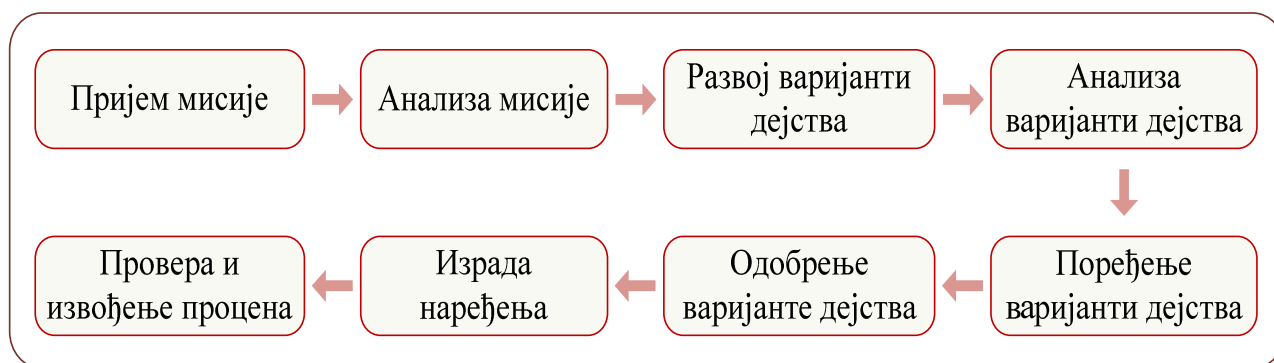 Пријем мисије
Анализа мисије
Развој варијанти
дејства
Анализа
варијанти дејства
Поређење
варијанти дејства
Одобрење
варијанте дејства
Израда
наређења
Провера и
извођење процена